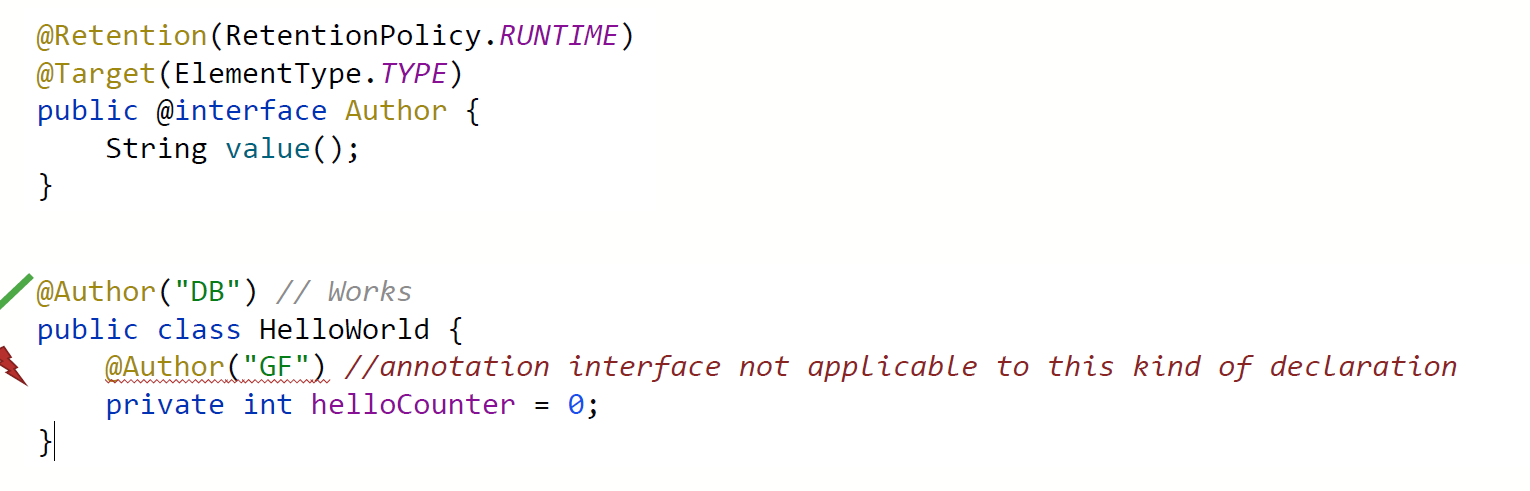 @Retention(RetentionPolicy.RUNTIME)
@Target(ElementType.TYPE)
public @interface Author {
    String value();
}
@Author("DB") // Works
public class HelloWorld {
    @Author("GF") //annotation interface not applicable to this kind of declaration
    private int helloCounter = 0;
}